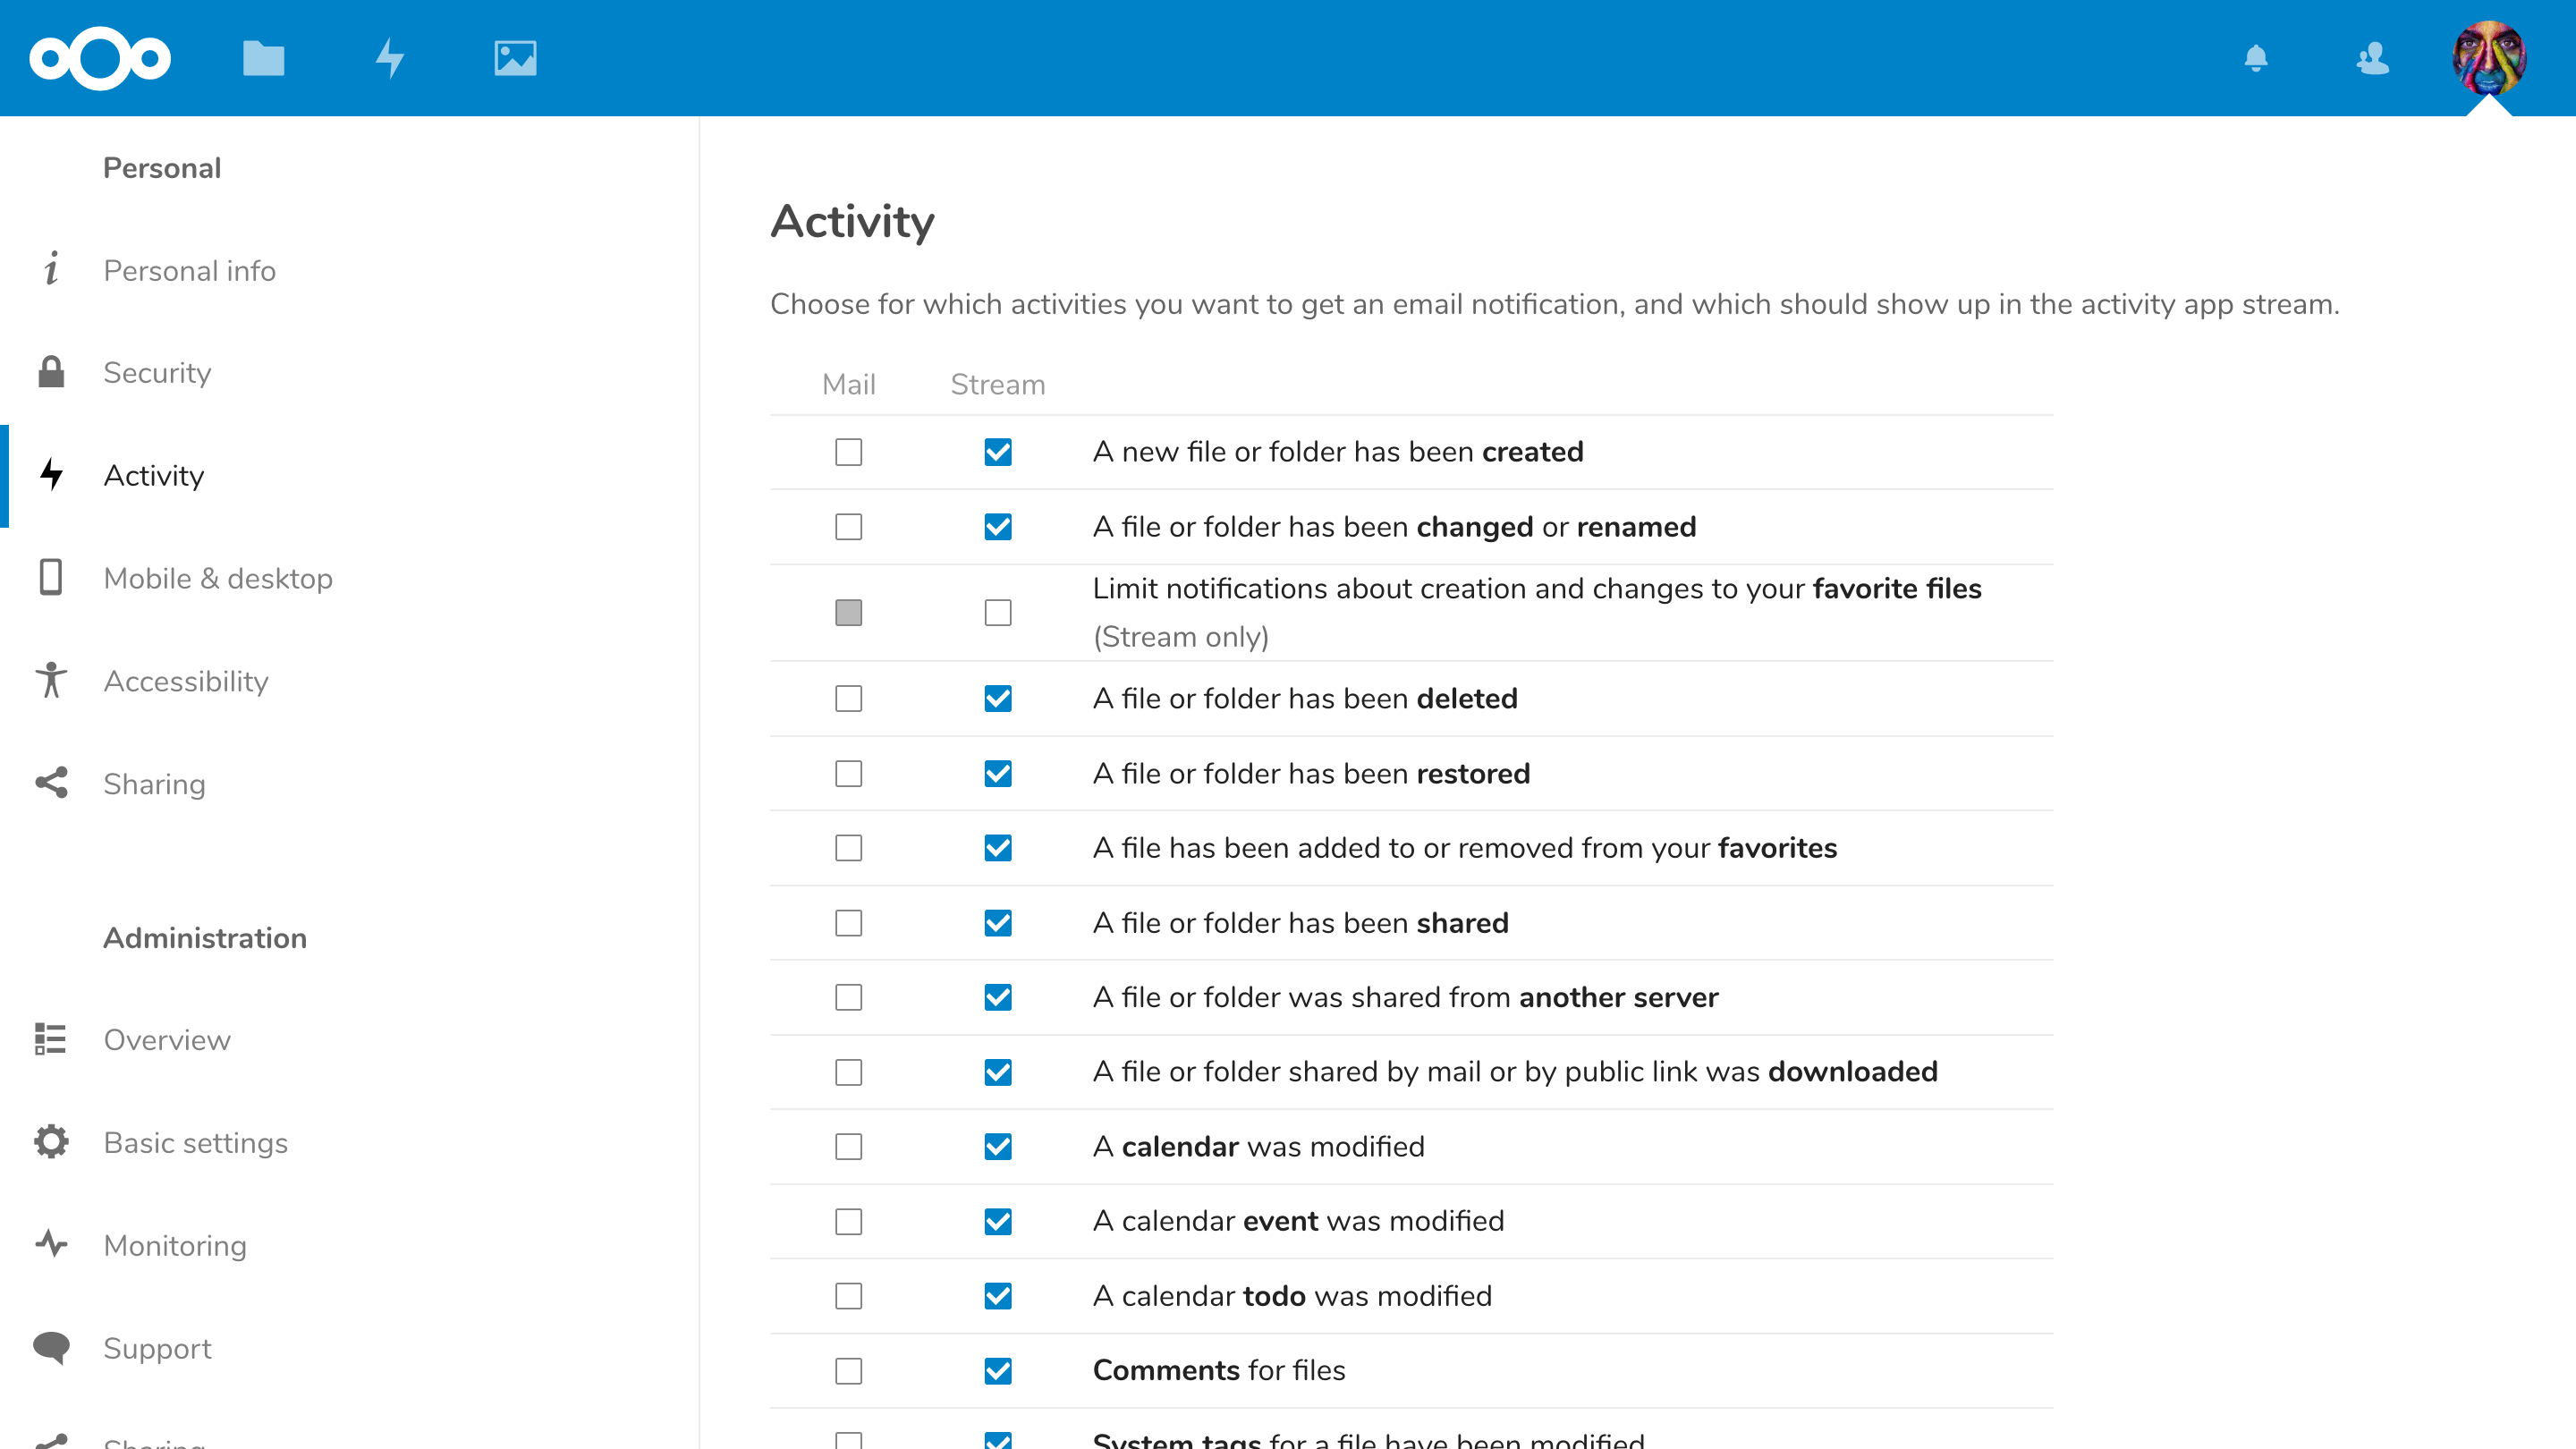 Personal
Personal info
Security
Activity
Mobile & desktop
Accessibility
Sharing
Administration
Overview
Basic settings
Monitoring
Support
Sharing
Activity
Choose for which activities you want to get an email notification, and which should show up in the activity app stream.
Mail Stream
A new file or folder has been created
A file or folder has been changed or renamed
Limit notifications about creation and changes to your favorite files
(Stream only)
A file or folder has been deleted
A file or folder has been restored
A file has been added to or removed from your favorites
A file or folder has been shared
A file or folder was shared from another server
A file or folder shared by mail or by public link was downloaded
A calendar was modified
A calendar event was modified
A calendar todo was modified
Comments for files
System tags for a file have been modified